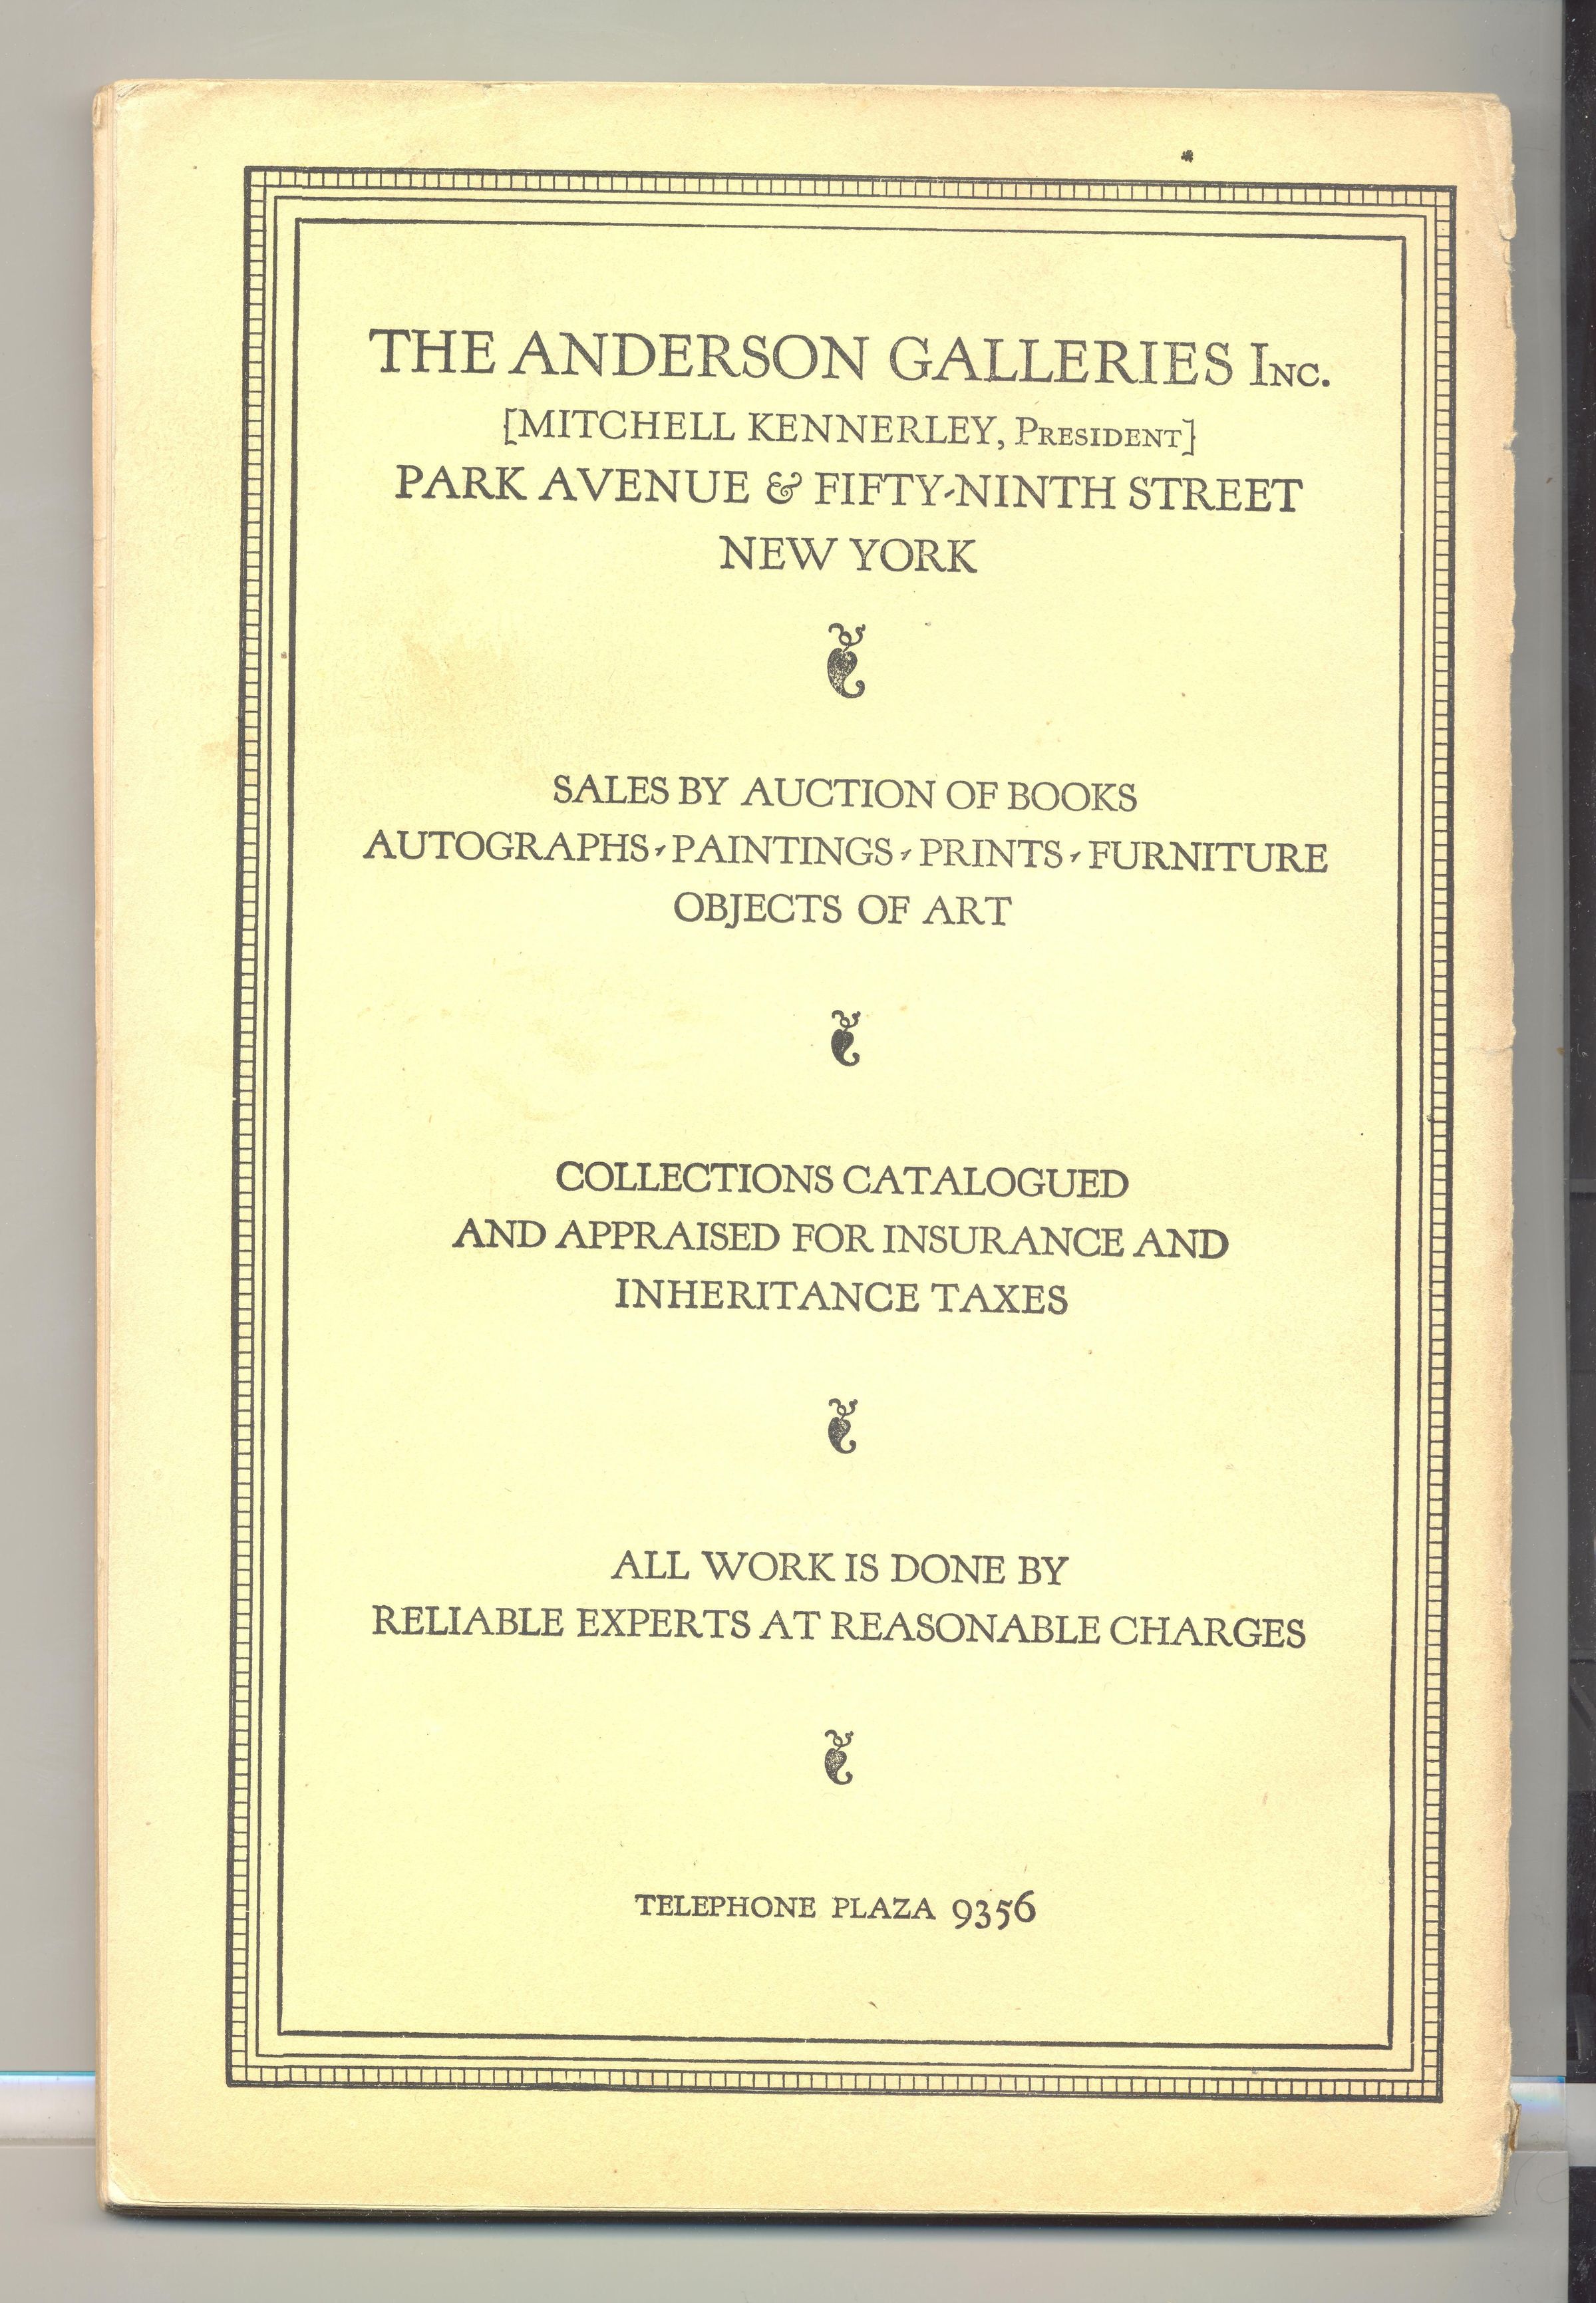 THE ANDERSON GALLERIES INC.
[MITCHELL KENNERLEY, PRESIDENT]
PARK AVENUE & FIFTY-NINTH STREET
NEW YORK
SALES BY AUCTION OF BOOKS
AUTOGRAPHS - PAINTINGS - PRINTS - FURNITURE
OBJECTS OF ART
COLLECTIONS CATALOGUED
AND APPRAISED FOR INSURANCE AND
INHERITANCE TAXES
ALL WORK IS DONE BY
RELIABLE EXPERTS AT REASONABLE CHARGES
TELEPHONE PLAZA 9356